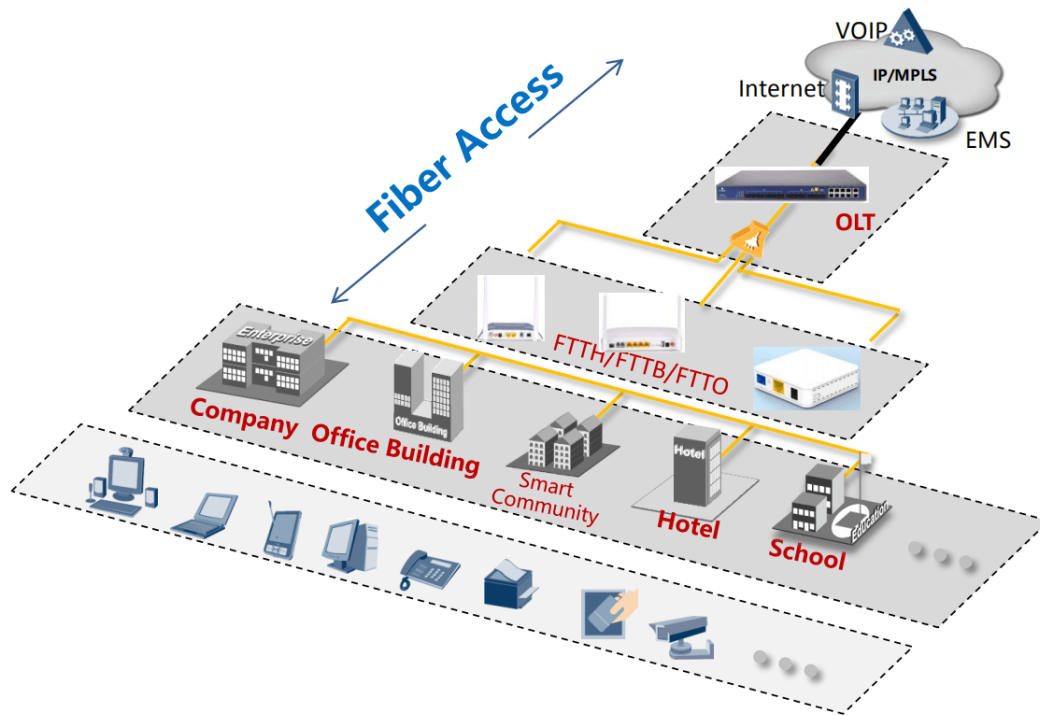 VOIP
IP/MPLS
Internet
EMS
Fiber Access
OLT
FTTH/FTTB/FTTO
Enterprise
Company
Office Building
Office Building
Smart
Community
Hotel
Hotel
Education
School